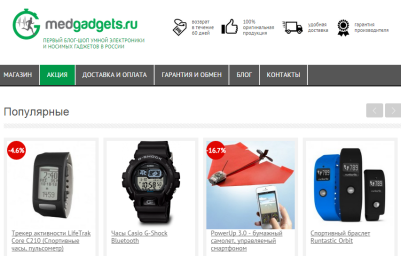 medgadgets.ru
ПЕРВЫЙ БЛОГ-ШОП УМНОЙ ЭЛЕКТРОНИКИ
И НОСИМЫХ ГАДЖЕТОВ В РОССИИ
возврат
в течение
60 дней
100%
оригинальная
продукция
удобная
доставка
гарантия
производителя
МАГАЗИН АКЦИЯ ДОСТАВКА И ОПЛАТА ГАРАНТИЯ И ОБМЕН БЛОГ КОНТАКТЫ
Популярные
-4.6%
-16.7%
Трекер активности LifeTrak
Core C210 (Спортивные
часы, пульсометр)
Часы Casio G-Shock
Bluetooth
PowerUp 3.0 - бумажный
самолет, управляемый
смартфоном
Спортивный браслет
Runtastic Orbit